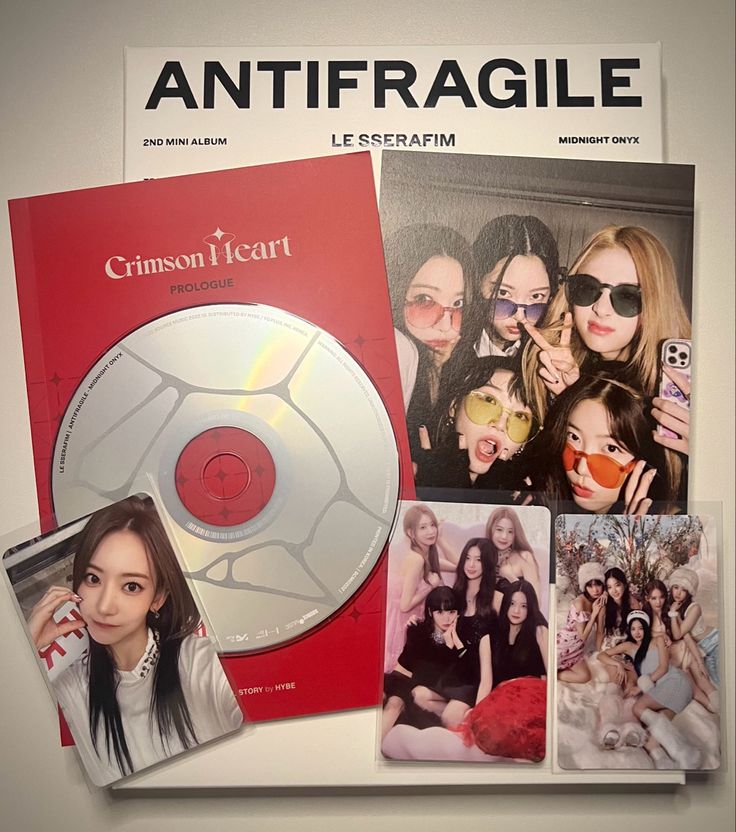 ANTIFRAGILE
2ND MINI ALBUM
LE SSERAFIM
MIDNIGHT ONYX
Crimson Heart
PROLOGUE
LE SSERAFIM | ANTIFRAGILE - MIDNIGHT ONYX
STORY by HYBE